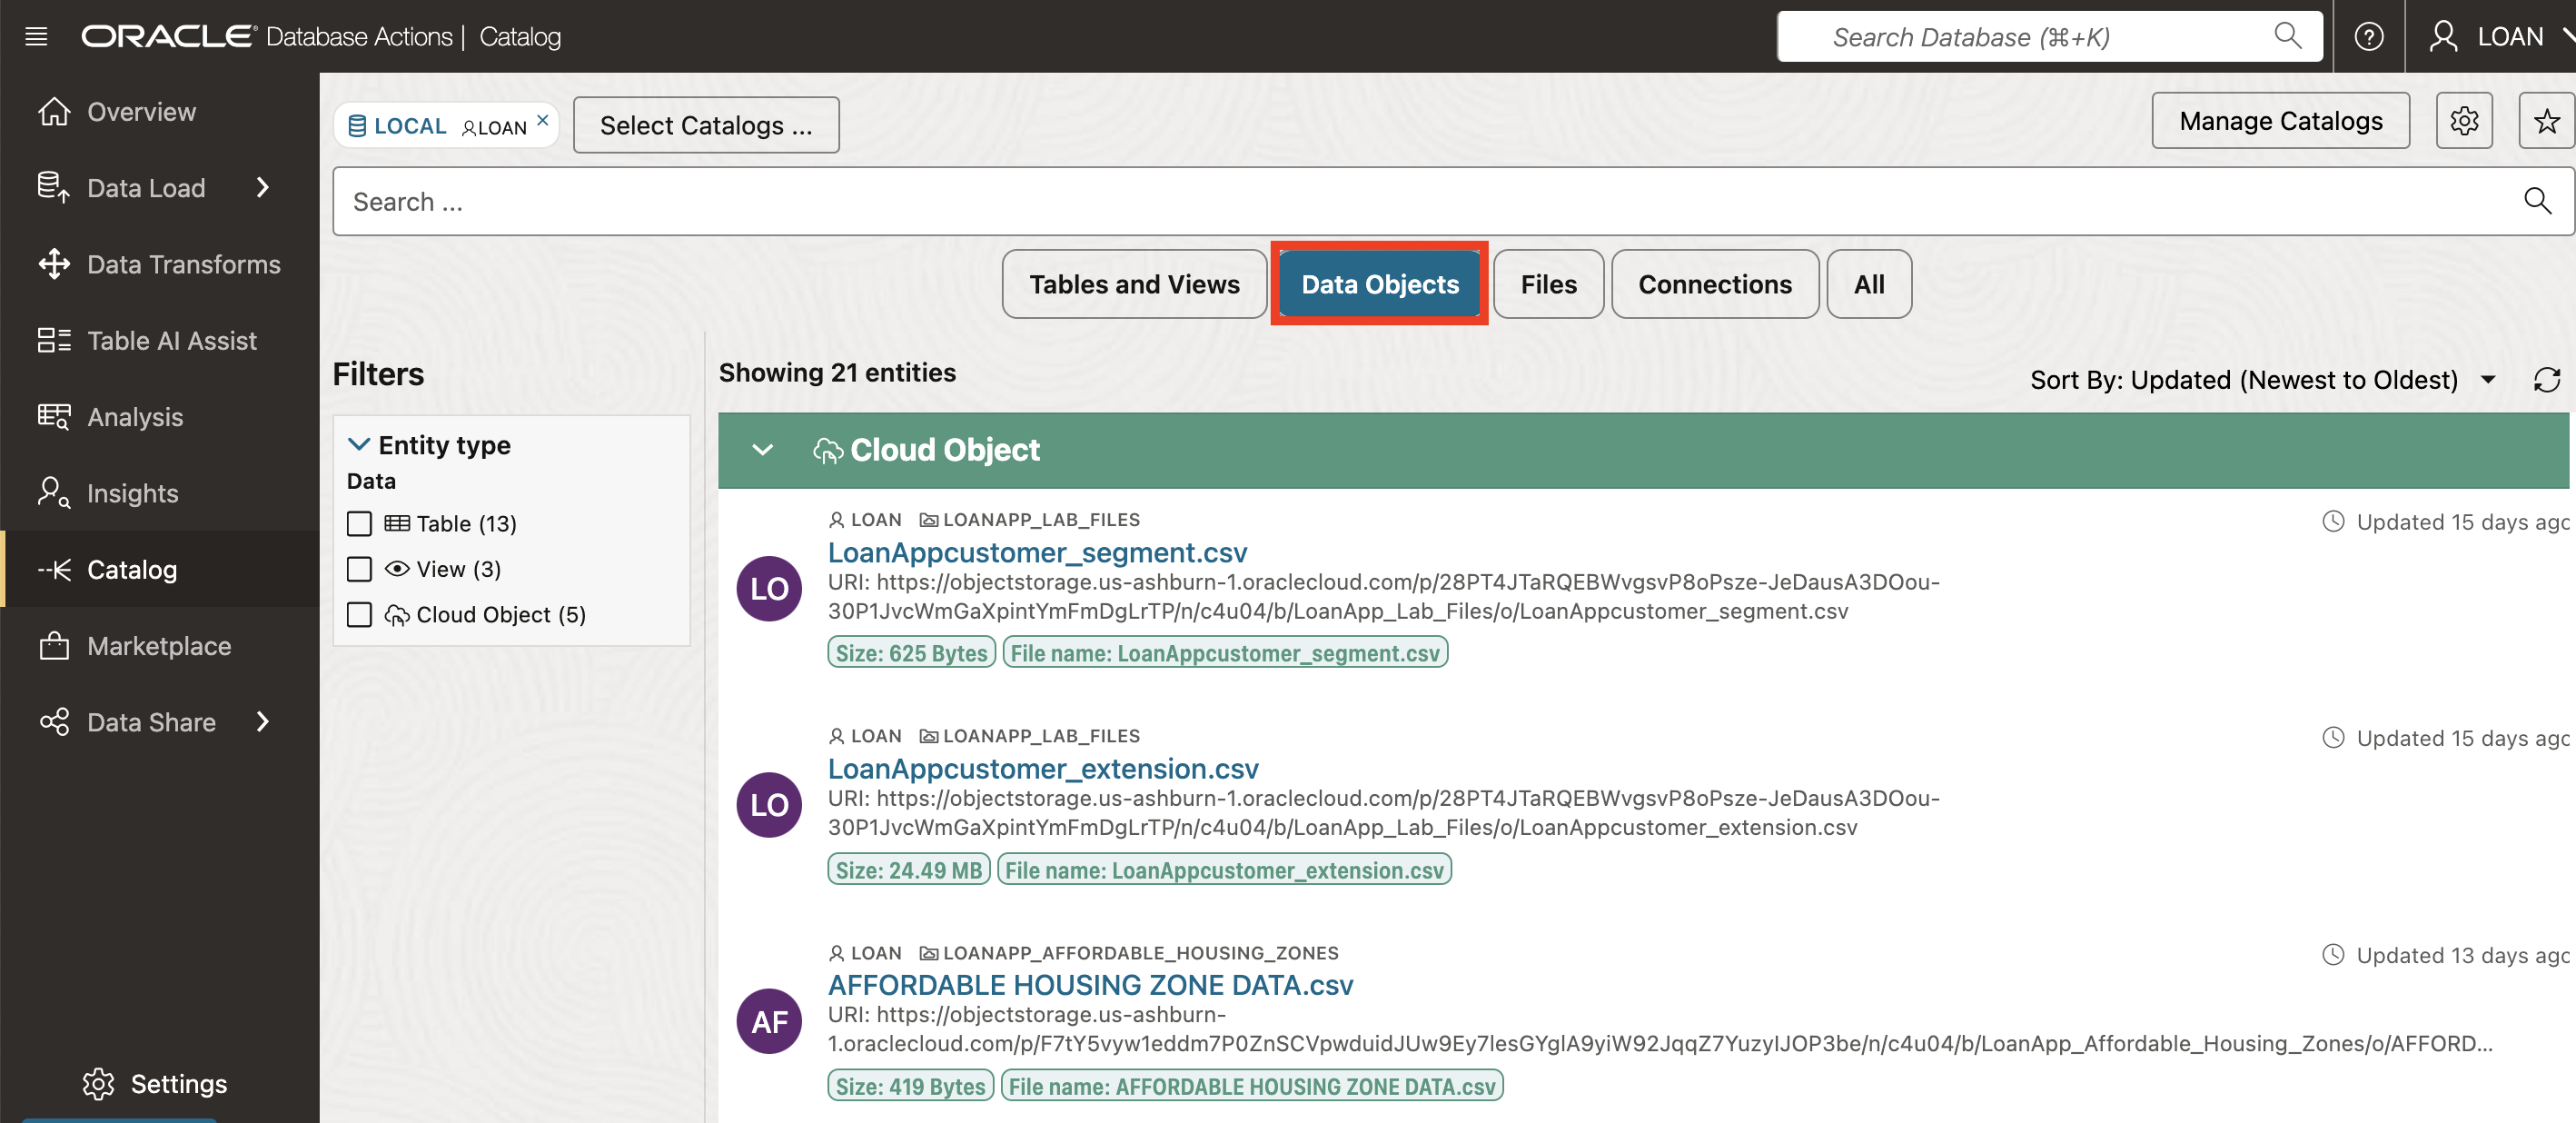 ORACLE Database Actions | Catalog
Search Database (⌘+K)
LOAN
Overview
Data Load
Data Transforms
Table AI Assist
Analysis
Insights
Catalog
Marketplace
Data Share
Settings
LOCAL LOAN
Select Catalogs ...
Manage Catalogs
Search ...
Tables and Views
Data Objects
Files
Connections
All
Filters
Entity type
Data
Table (13)
View (3)
Cloud Object (5)
Showing 21 entities
Sort By: Updated (Newest to Oldest)
Cloud Object
LOAN LOANAPP_LAB_FILES
Updated 15 days ago
LO
LoanAppcustomer_segment.csv
URI: https://objectstorage.us-ashburn-1.oraclecloud.com/p/28PT4JTaRQEBWvgsvP8oPsze-JeDausA3DOou-
30P1JvcWmGaXpintYmFmDgLrTP/n/c4u04/b/LoanApp_Lab_Files/o/LoanAppcustomer_segment.csv
Size: 625 Bytes
File name: LoanAppcustomer_segment.csv
LOAN LOANAPP_LAB_FILES
Updated 15 days ago
LO
LoanAppcustomer_extension.csv
URI: https://objectstorage.us-ashburn-1.oraclecloud.com/p/28PT4JTaRQEBWvgsvP8oPsze-JeDausA3DOou-
30P1JvcWmGaXpintYmFmDgLrTP/n/c4u04/b/LoanApp_Lab_Files/o/LoanAppcustomer_extension.csv
Size: 24.49 MB
File name: LoanAppcustomer_extension.csv
LOAN LOANAPP_AFFORDABLE_HOUSING_ZONES
Updated 13 days ago
AF
AFFORDABLE HOUSING ZONE DATA.csv
URI: https://objectstorage.us-ashburn-
1.oraclecloud.com/p/F7tY5vyw1eddm7P0ZnSCVpwduidJUw9Ey7lesGYglA9yiW92JqqZ7YuzyIJOP3be/n/c4u04/b/LoanApp_Affordable_Housing_Zones/o/AFFORD...
Size: 419 Bytes
File name: AFFORDABLE HOUSING ZONE DATA.csv